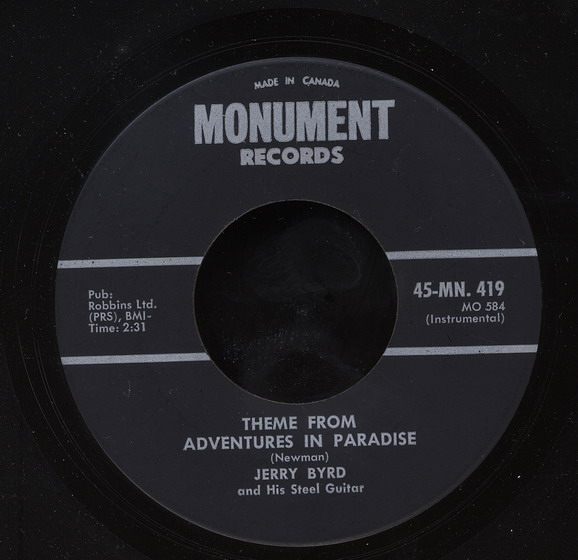 MADE IN CANADA
MONUMENT
RECORDS
Pub:
Robbins Ltd.
(PRS), BMI-
Time: 2:31
45-MN. 419
MO 584
(Instrumental)
THEME FROM
ADVENTURES IN PARADISE
(Newman)
JERRY BYRD
and His Steel Guitar